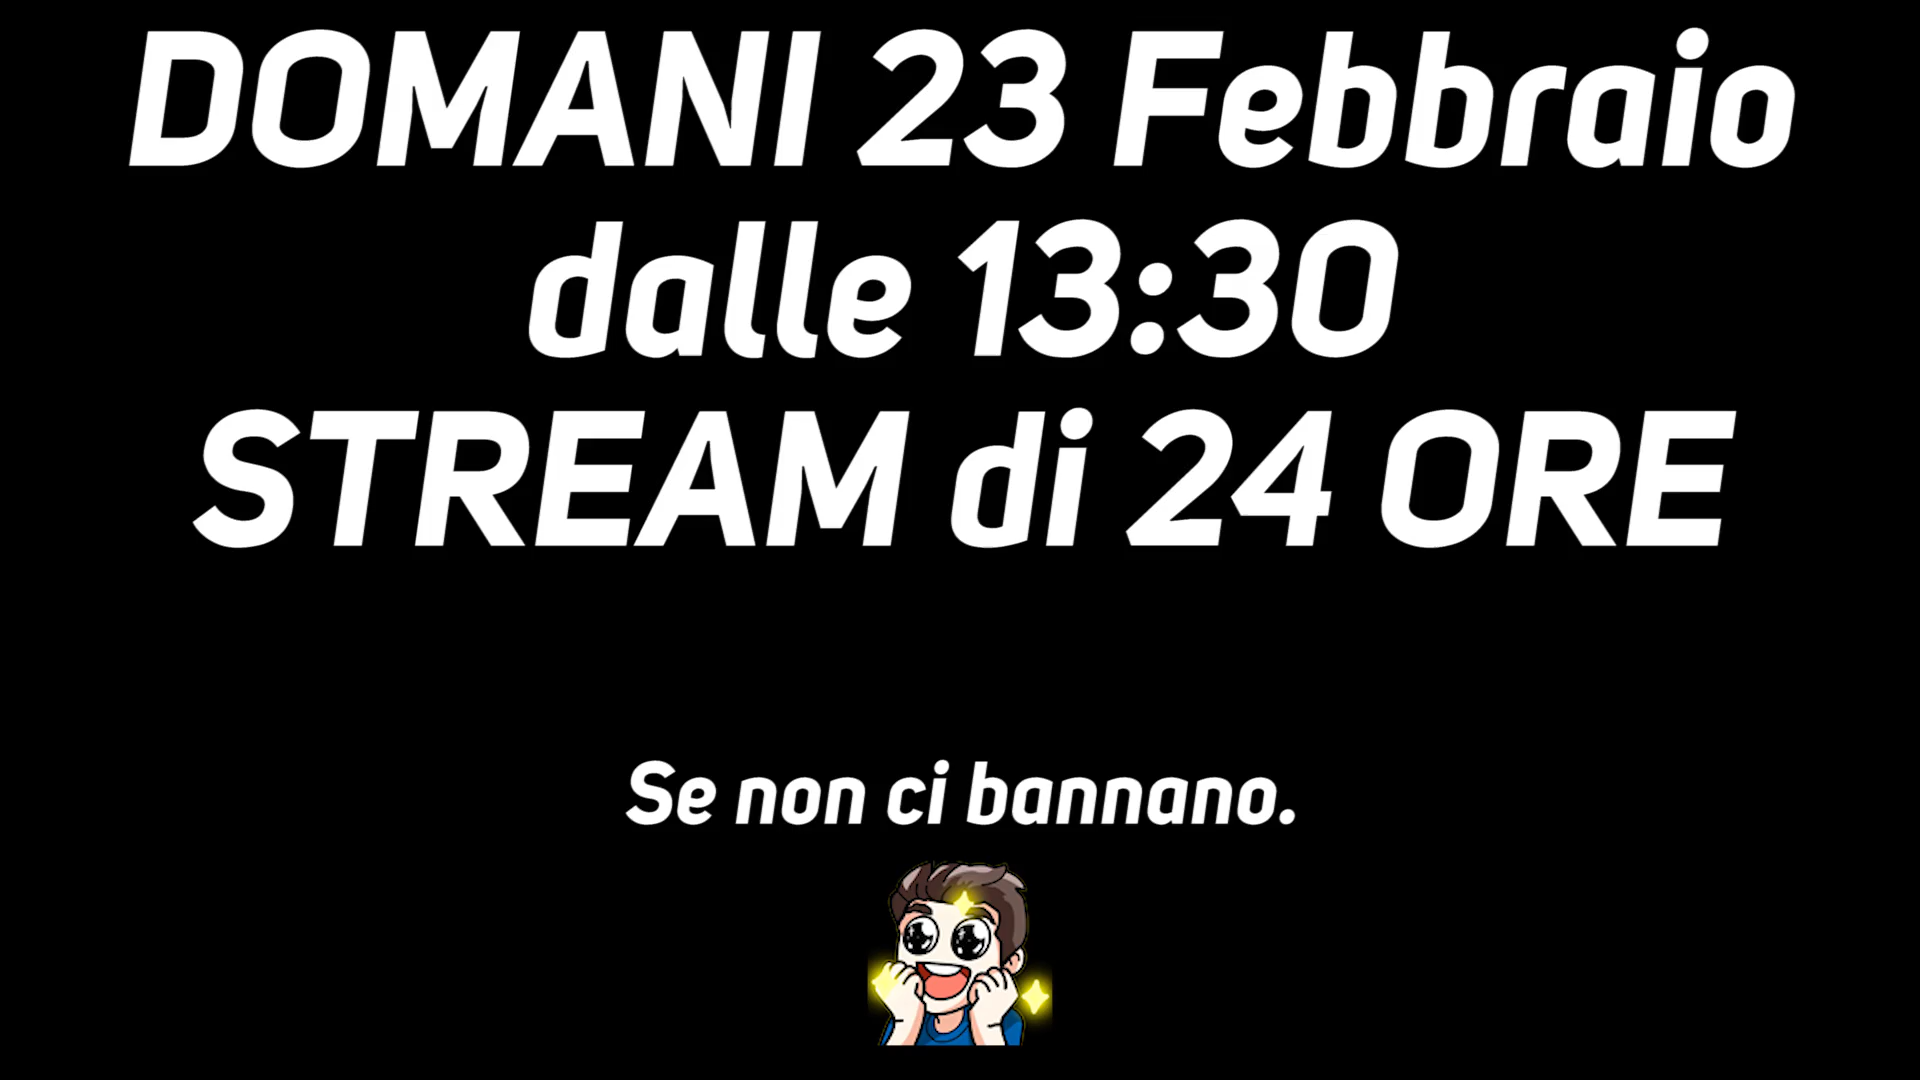 DOMANI 23 Febbraio
dalle 13:30
STREAM di 24 ORE
Se non ci bannano.